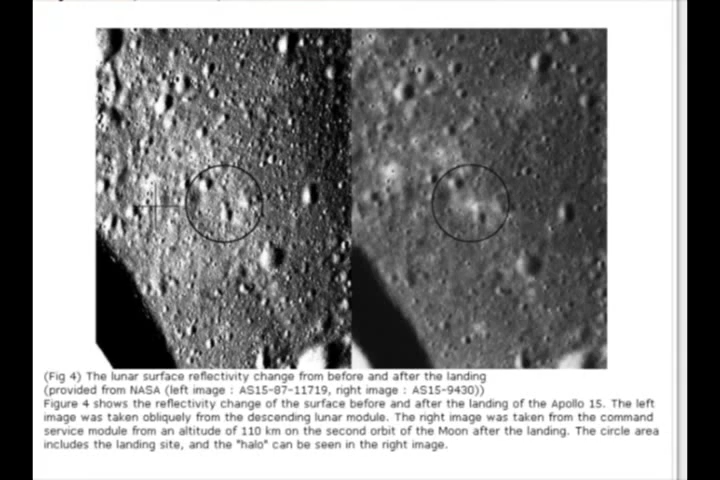 (Fig 4) The lunar surface reflectivity change from before and after the landing
(provided from NASA (left image : AS15-87-11719, right image : AS15-9430))
Figure 4 shows the reflectivity change of the surface before and after the landing of the Apollo 15. The left
image was taken obliquely from the descending lunar module. The right image was taken from the command
service module from an altitude of 110 km on the second orbit of the Moon after the landing. The circle area
includes the landing site, and the "halo" can be seen in the right image.